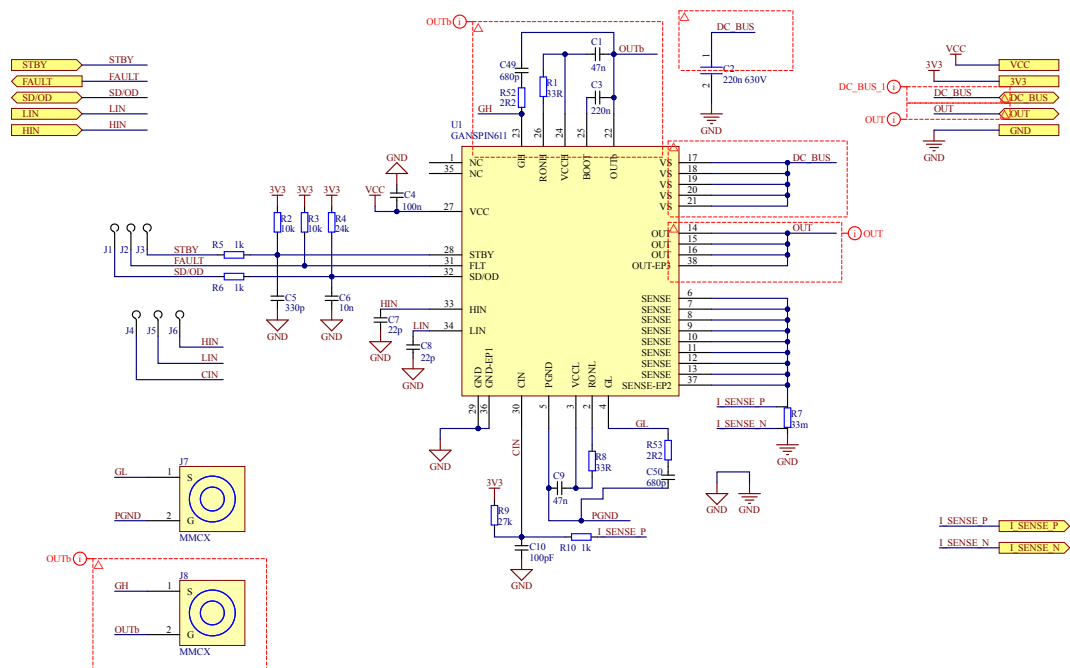 OUTb
i
DC_BUS
1
C2
220n 630V
2
GND
STBY
STBY
FAULT
FAULT
SD/OD
SD/OD
LIN
LIN
HIN
HIN
VCC
VCC
3V3
3V3
DC_BUS_1
i
DC_BUS
DC_BUS
OUT
i
OUT
OUT
GND
GND
C49
680p
R52
2R2
GH
R1
33R
C1
47n
OUTb
C3
220n
U1
GANSPIN611
23
26
24
25
22
GH
RONH
VCCH
BOOT
OUTb
1
NC
35
NC
GND
C4
100n
VCC
27
VCC
VS
17
DC_BUS
VS
18
VS
19
VS
20
VS
21
OUT
14
OUT
OUT
15
OUT
16
OUT-EP3
38
i
OUT
3V3
3V3
3V3
R2
10k
R3
10k
R4
24k
J1
J2
J3
STBY
R5
1k
28
STBY
FAULT
31
FLT
SD/OD
R6
1k
32
SD/OD
C5
330p
GND
C6
10n
GND
HIN
33
HIN
C7
22p
GND
LIN
34
LIN
C8
22p
GND
J4
J5
J6
HIN
LIN
CIN
SENSE
6
SENSE
7
SENSE
8
SENSE
9
SENSE
10
SENSE
11
SENSE
12
SENSE
13
SENSE-EP2
37
I_SENSE_P
I_SENSE_N
R7
33m
GND
GND
GND-EP1
CIN
PGND
VCCL
RONL
GL
29
36
30
5
3
2
4
GND
CIN
GL
R53
2R2
C50
680p
R8
33R
C9
47n
PGND
3V3
R9
27k
C10
100pF
GND
R10 1k
I_SENSE_P
GND
GND
J7
GL
1
S
PGND
2
G
MMCX
OUTb
i
J8
GH
1
S
OUTb
2
G
MMCX
I_SENSE_P
I_SENSE_P
I_SENSE_N
I_SENSE_N